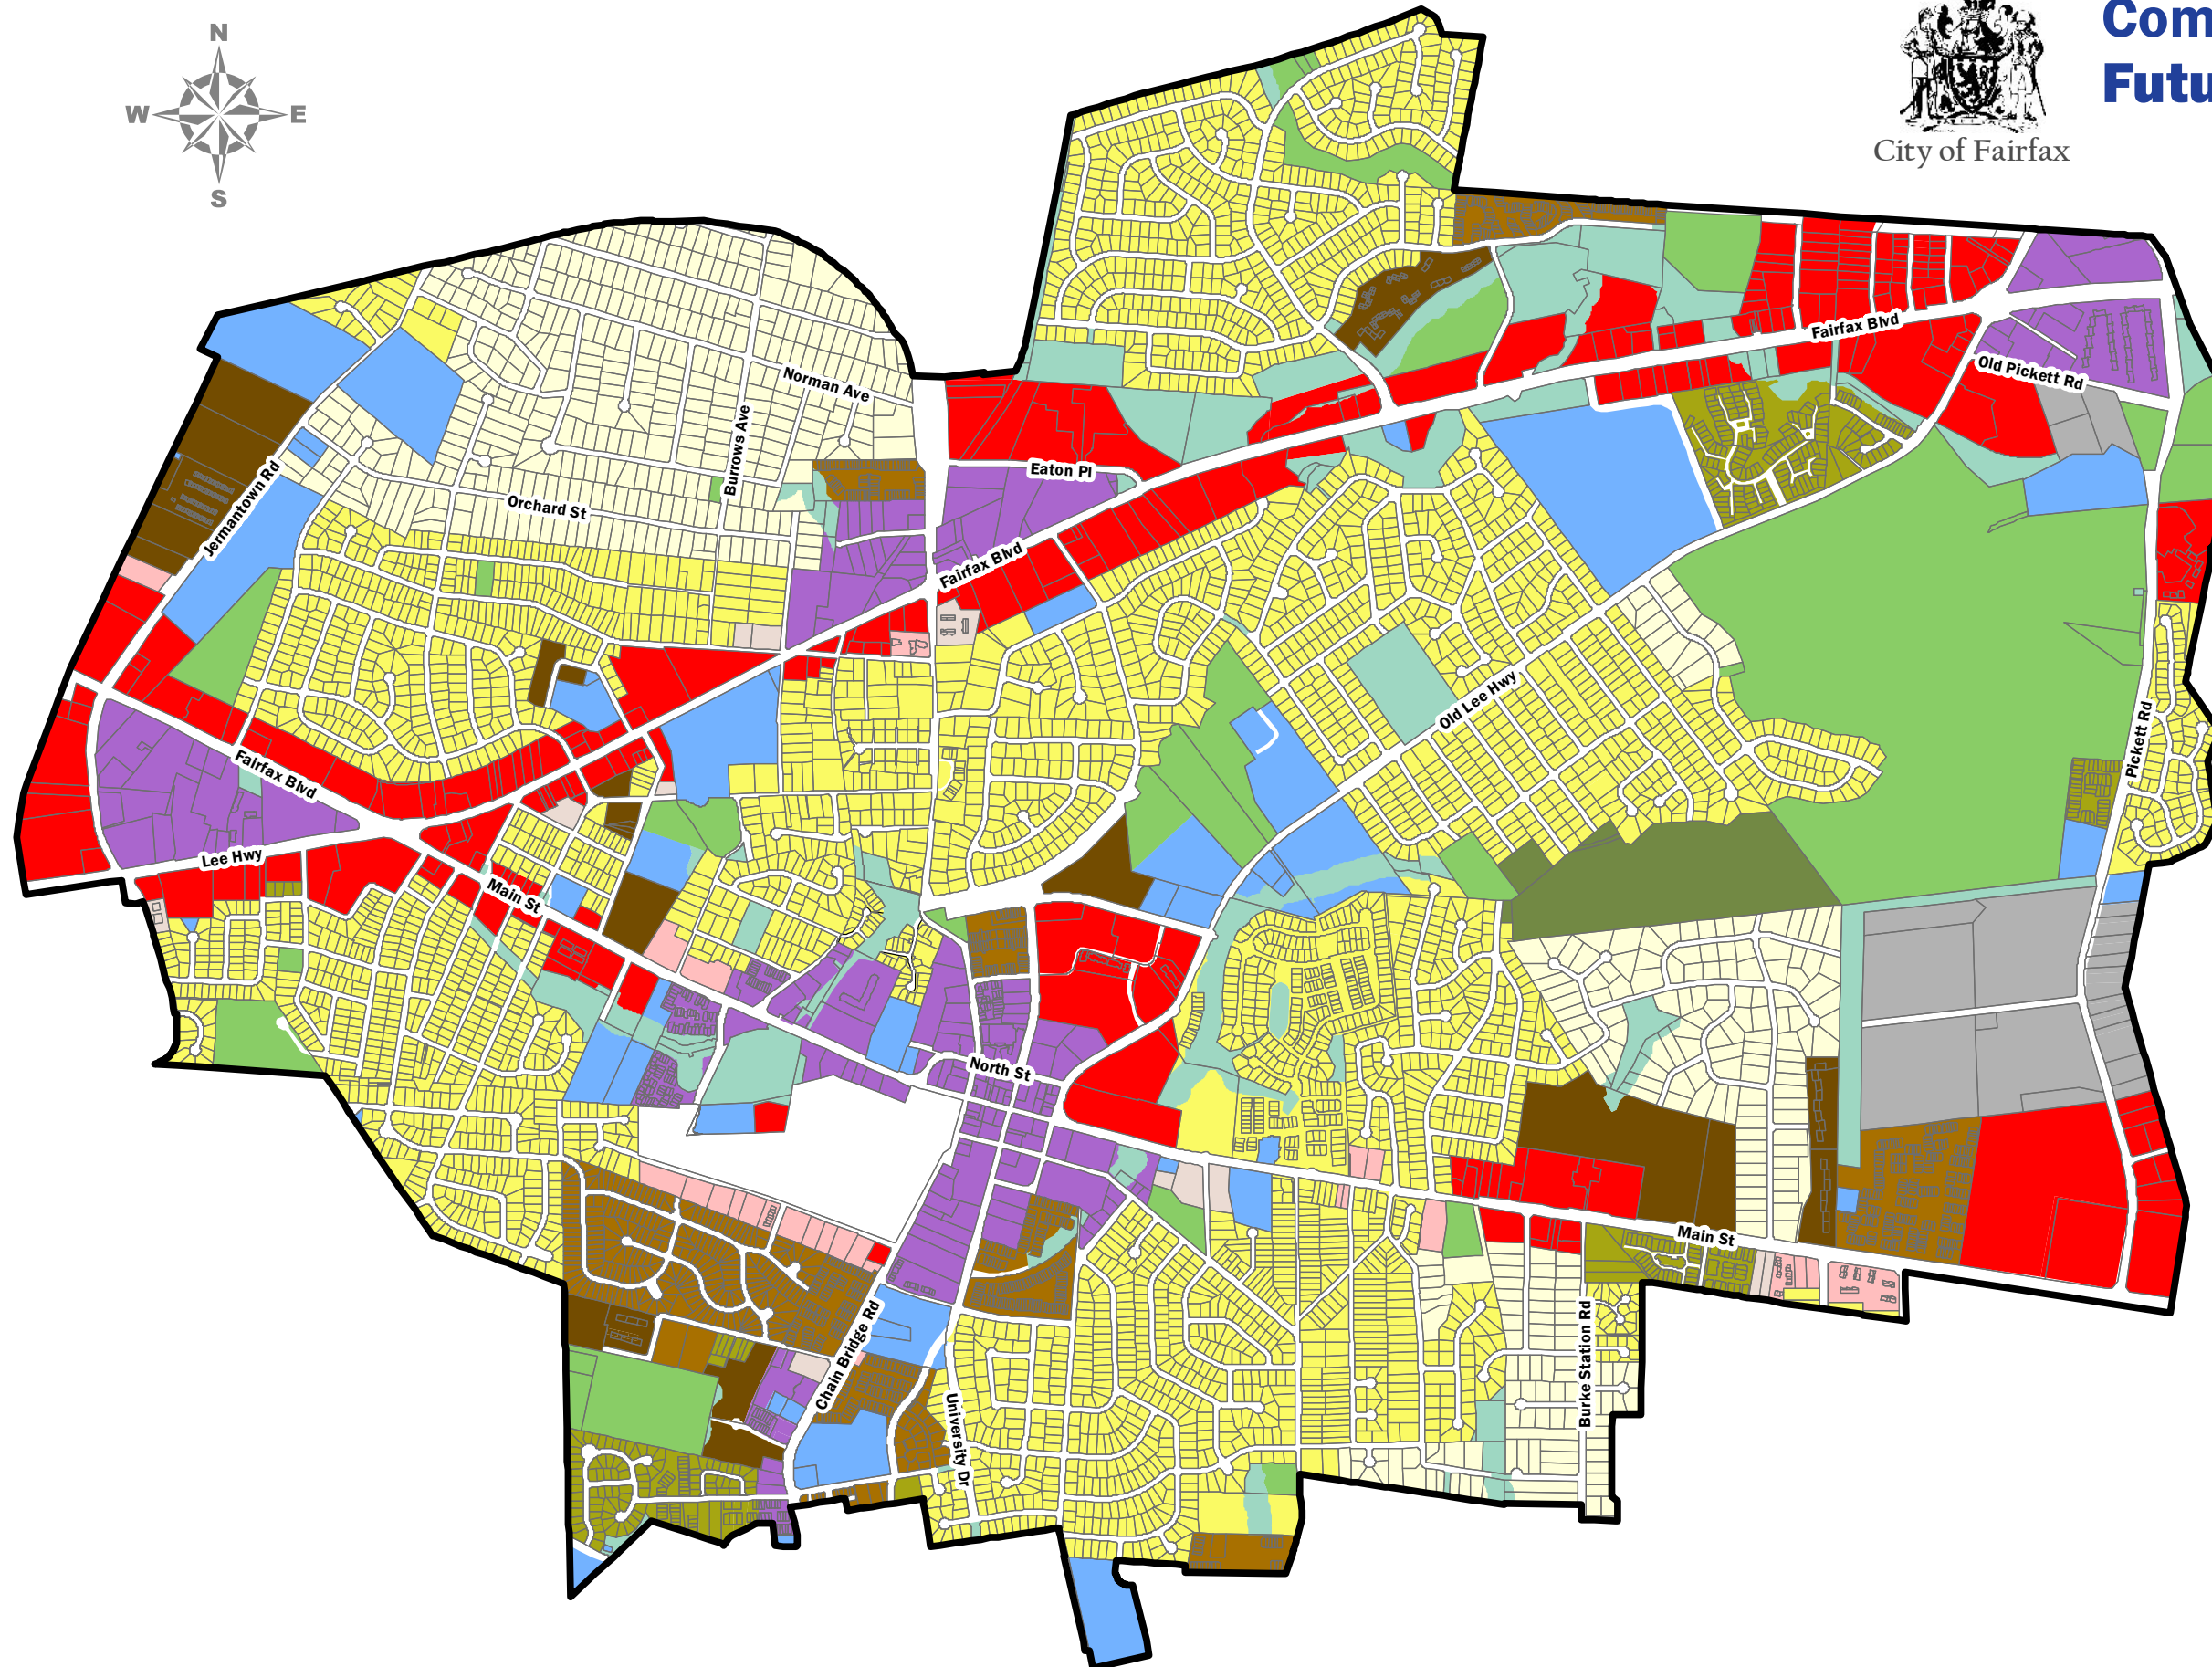 N
W
E
S
City of Fairfax
Com
Futu
Fairfax Blvd
Old Pickett Rd
Norman Ave
Burrows Ave
Eaton Pl
Orchard St
Jermantown Rd
Fairfax Blvd
Old Lee Hwy
Pickett Rd
Fairfax Blvd
Lee Hwy
Main St
North St
Main St
Chain Bridge Rd
Burke Station Rd
University Dr